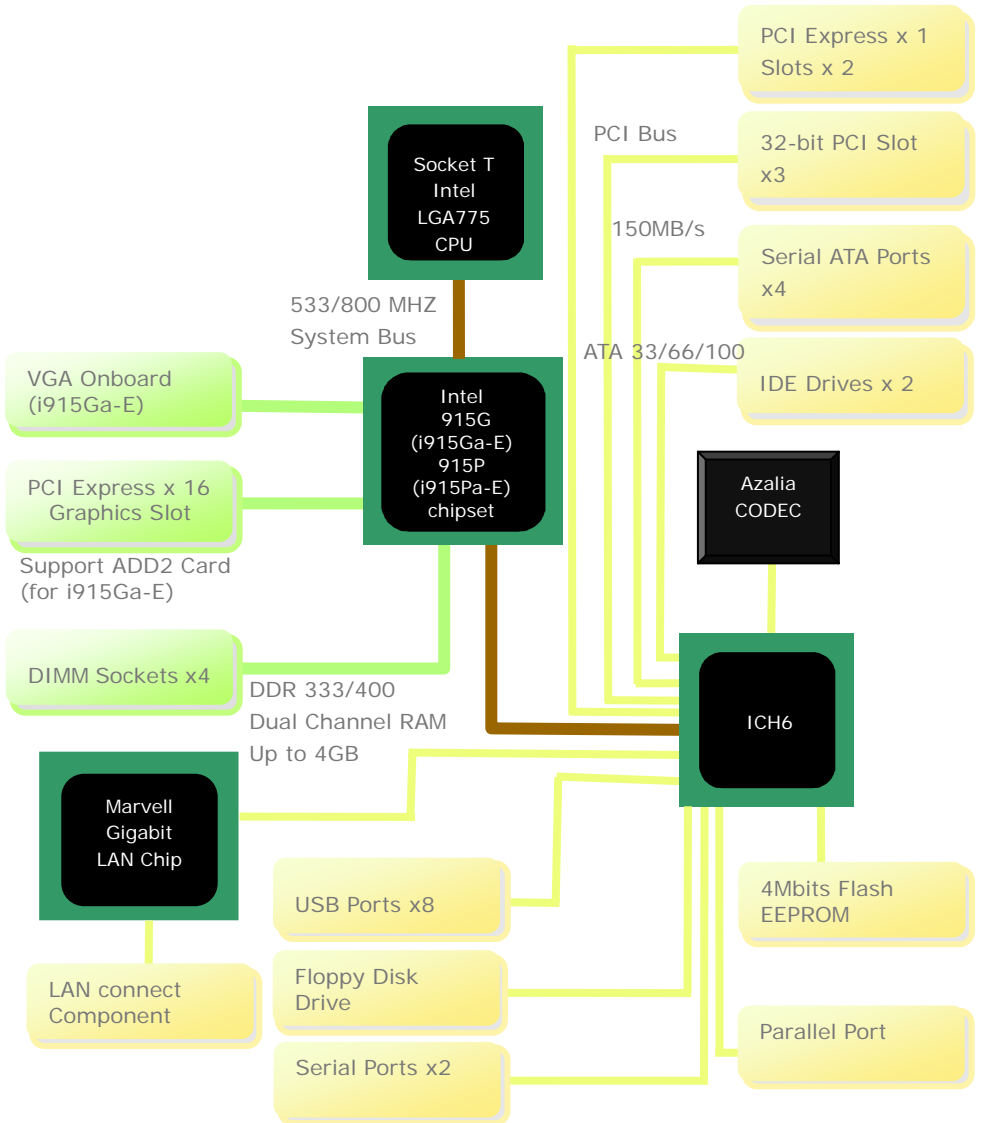 PCI Express x 1
Slots x 2
PCI Bus
32-bit PCI Slot
x3
Socket T
Intel
LGA775
CPU
150MB/s
Serial ATA Ports
x4
533/800 MHZ
System Bus
ATA 33/66/100
IDE Drives x 2
VGA Onboard
(i915Ga-E)
Intel
915G
(i915Ga-E)
915P
(i915Pa-E)
chipset
PCI Express x 16
Graphics Slot
Support ADD2 Card
(for i915Ga-E)
Azalia
CODEC
DIMM Sockets x4
DDR 333/400
Dual Channel RAM
Up to 4GB
ICH6
Marvell
Gigabit
LAN Chip
USB Ports x8
4Mbits Flash
EEPROM
LAN connect
Component
Floppy Disk
Drive
Parallel Port
Serial Ports x2